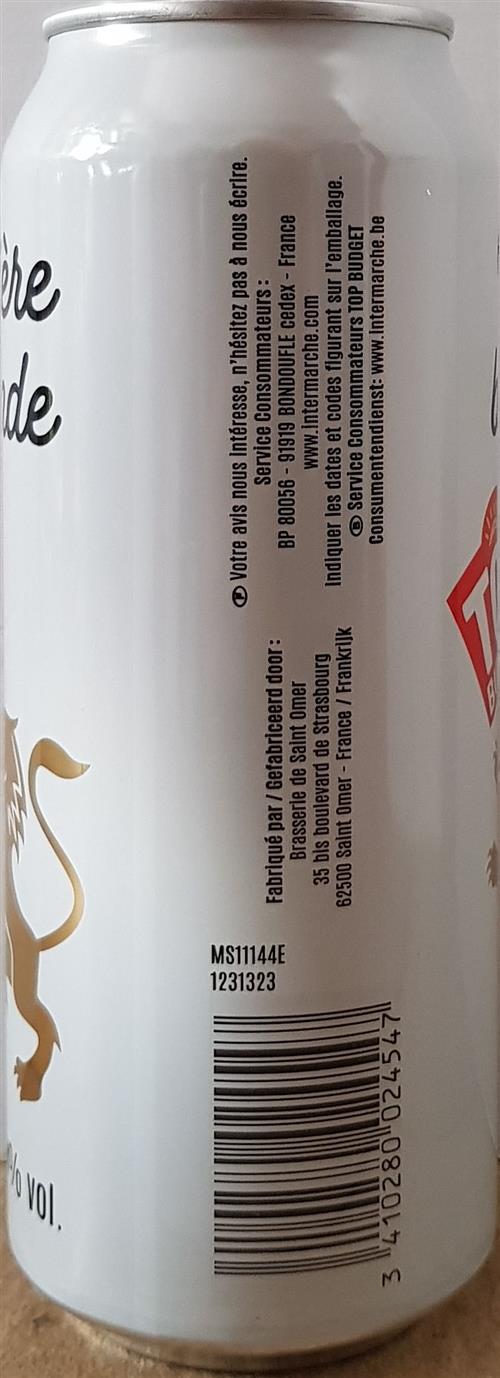 ère
de
Ⓕ Votre avis nous intéresse, n'hésitez pas à nous écrire.
Service Consommateurs :
BP 80056 - 91919 BONDOUFLE cedex - France
www.intermarche.com
Indiquer les dates et codes figurant sur l'emballage.
Ⓑ Service Consommateurs TOP BUDGET
Consumentendienst: www.intermarche.be
Fabriqué par / Gefabriceerd door :
Brasserie de Saint Omer
35 bis boulevard de Strasbourg
62500 Saint Omer - France / Frankrijk
MS11144E
1231323
3 410280 024547
% vol.